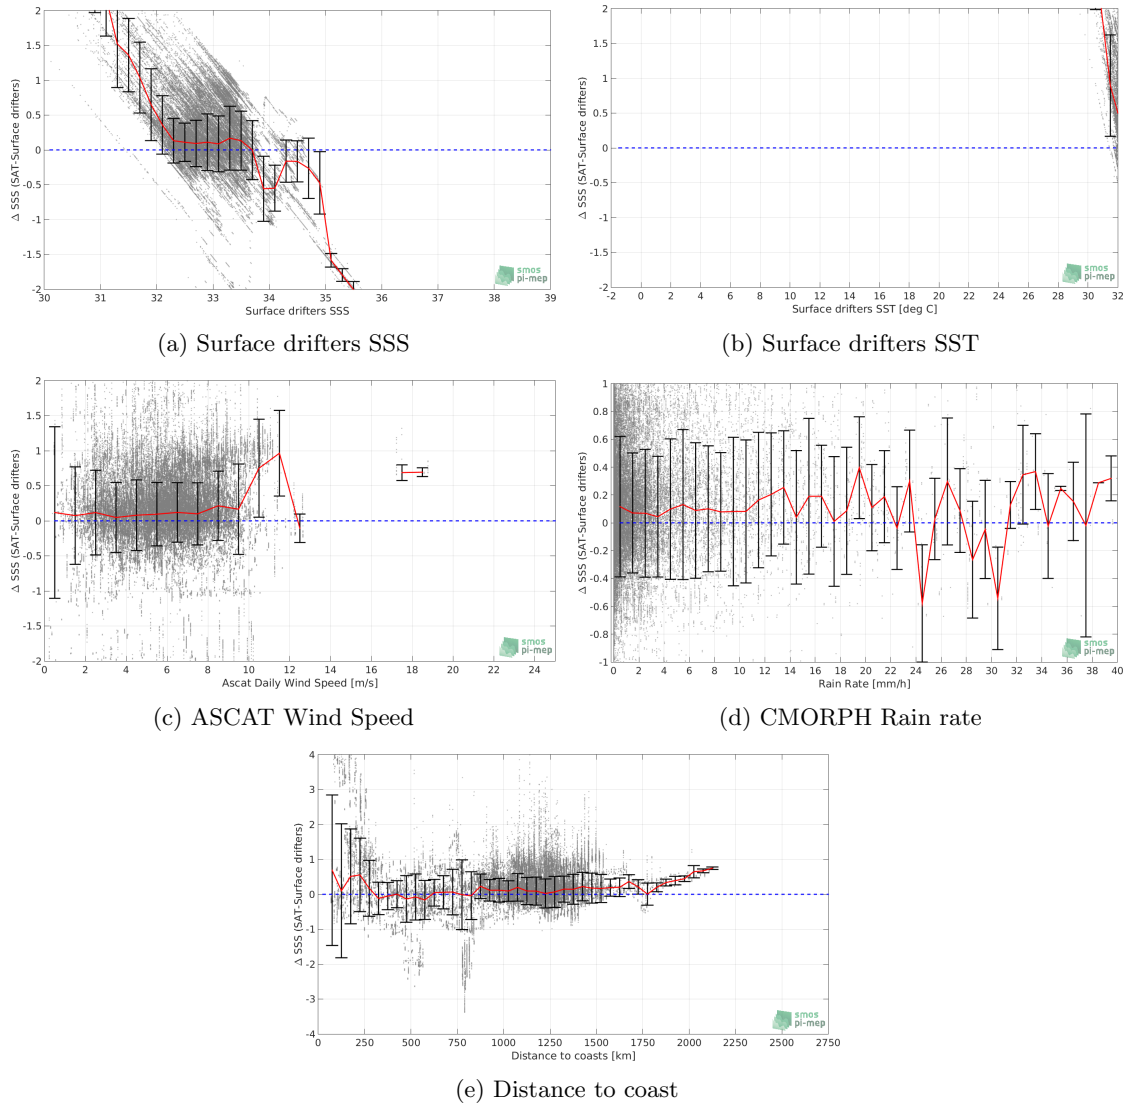 2
1.5
1
0.5
0
-0.5
-1
-1.5
-2
Δ SSS (SAT-Surface drifters)
30 31 32 33 34 35 36 37 38 39
Surface drifters SSS
smos
pi-mep
(a) Surface drifters SSS
2
1.5
1
0.5
0
-0.5
-1
-1.5
-2
Δ SSS (SAT-Surface drifters)
-2 0 2 4 6 8 10 12 14 16 18 20 22 24 26 28 30 32
Surface drifters SST [deg C]
smos
pi-mep
(b) Surface drifters SST
2
1.5
1
0.5
0
-0.5
-1
-1.5
-2
Δ SSS (SAT-Surface drifters)
0 2 4 6 8 10 12 14 16 18 20 22 24
Ascat Daily Wind Speed [m/s]
smos
pi-mep
(c) ASCAT Wind Speed
1
0.8
0.6
0.4
0.2
0
-0.2
-0.4
-0.6
-0.8
-1
Δ SSS (SAT-Surface drifters)
0 2 4 6 8 10 12 14 16 18 20 22 24 26 28 30 32 34 36 38 40
Rain Rate [mm/h]
smos
pi-mep
(d) CMORPH Rain rate
4
3
2
1
0
-1
-2
-3
-4
Δ SSS (SAT-Surface drifters)
0 250 500 750 1000 1250 1500 1750 2000 2250 2500 2750
Distance to coasts [km]
smos
pi-mep
(e) Distance to coast